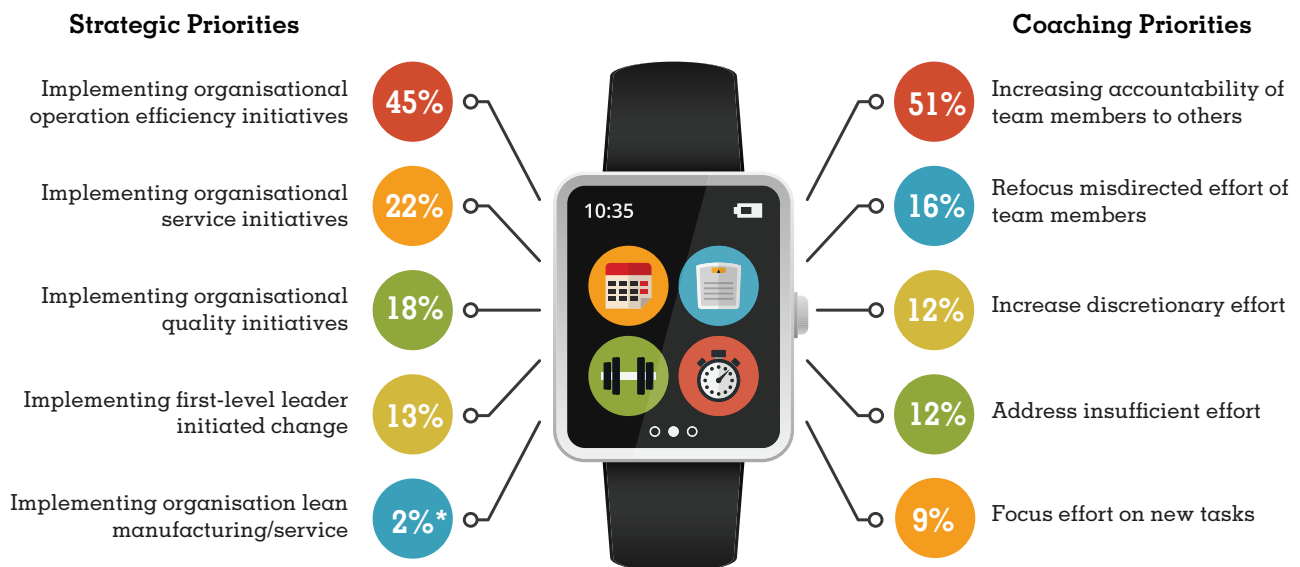 Strategic Priorities
Implementing organisational
operation efficiency initiatives
45%
Implementing organisational
service initiatives
22%
Implementing organisational
quality initiatives
18%
Implementing first-level leader
initiated change
13%
Implementing organisation lean
manufacturing/service
2%*
10:35
Coaching Priorities
51%
Increasing accountability of
team members to others
16%
Refocus misdirected effort of
team members
12%
Increase discretionary effort
12%
Address insufficient effort
9%
Focus effort on new tasks